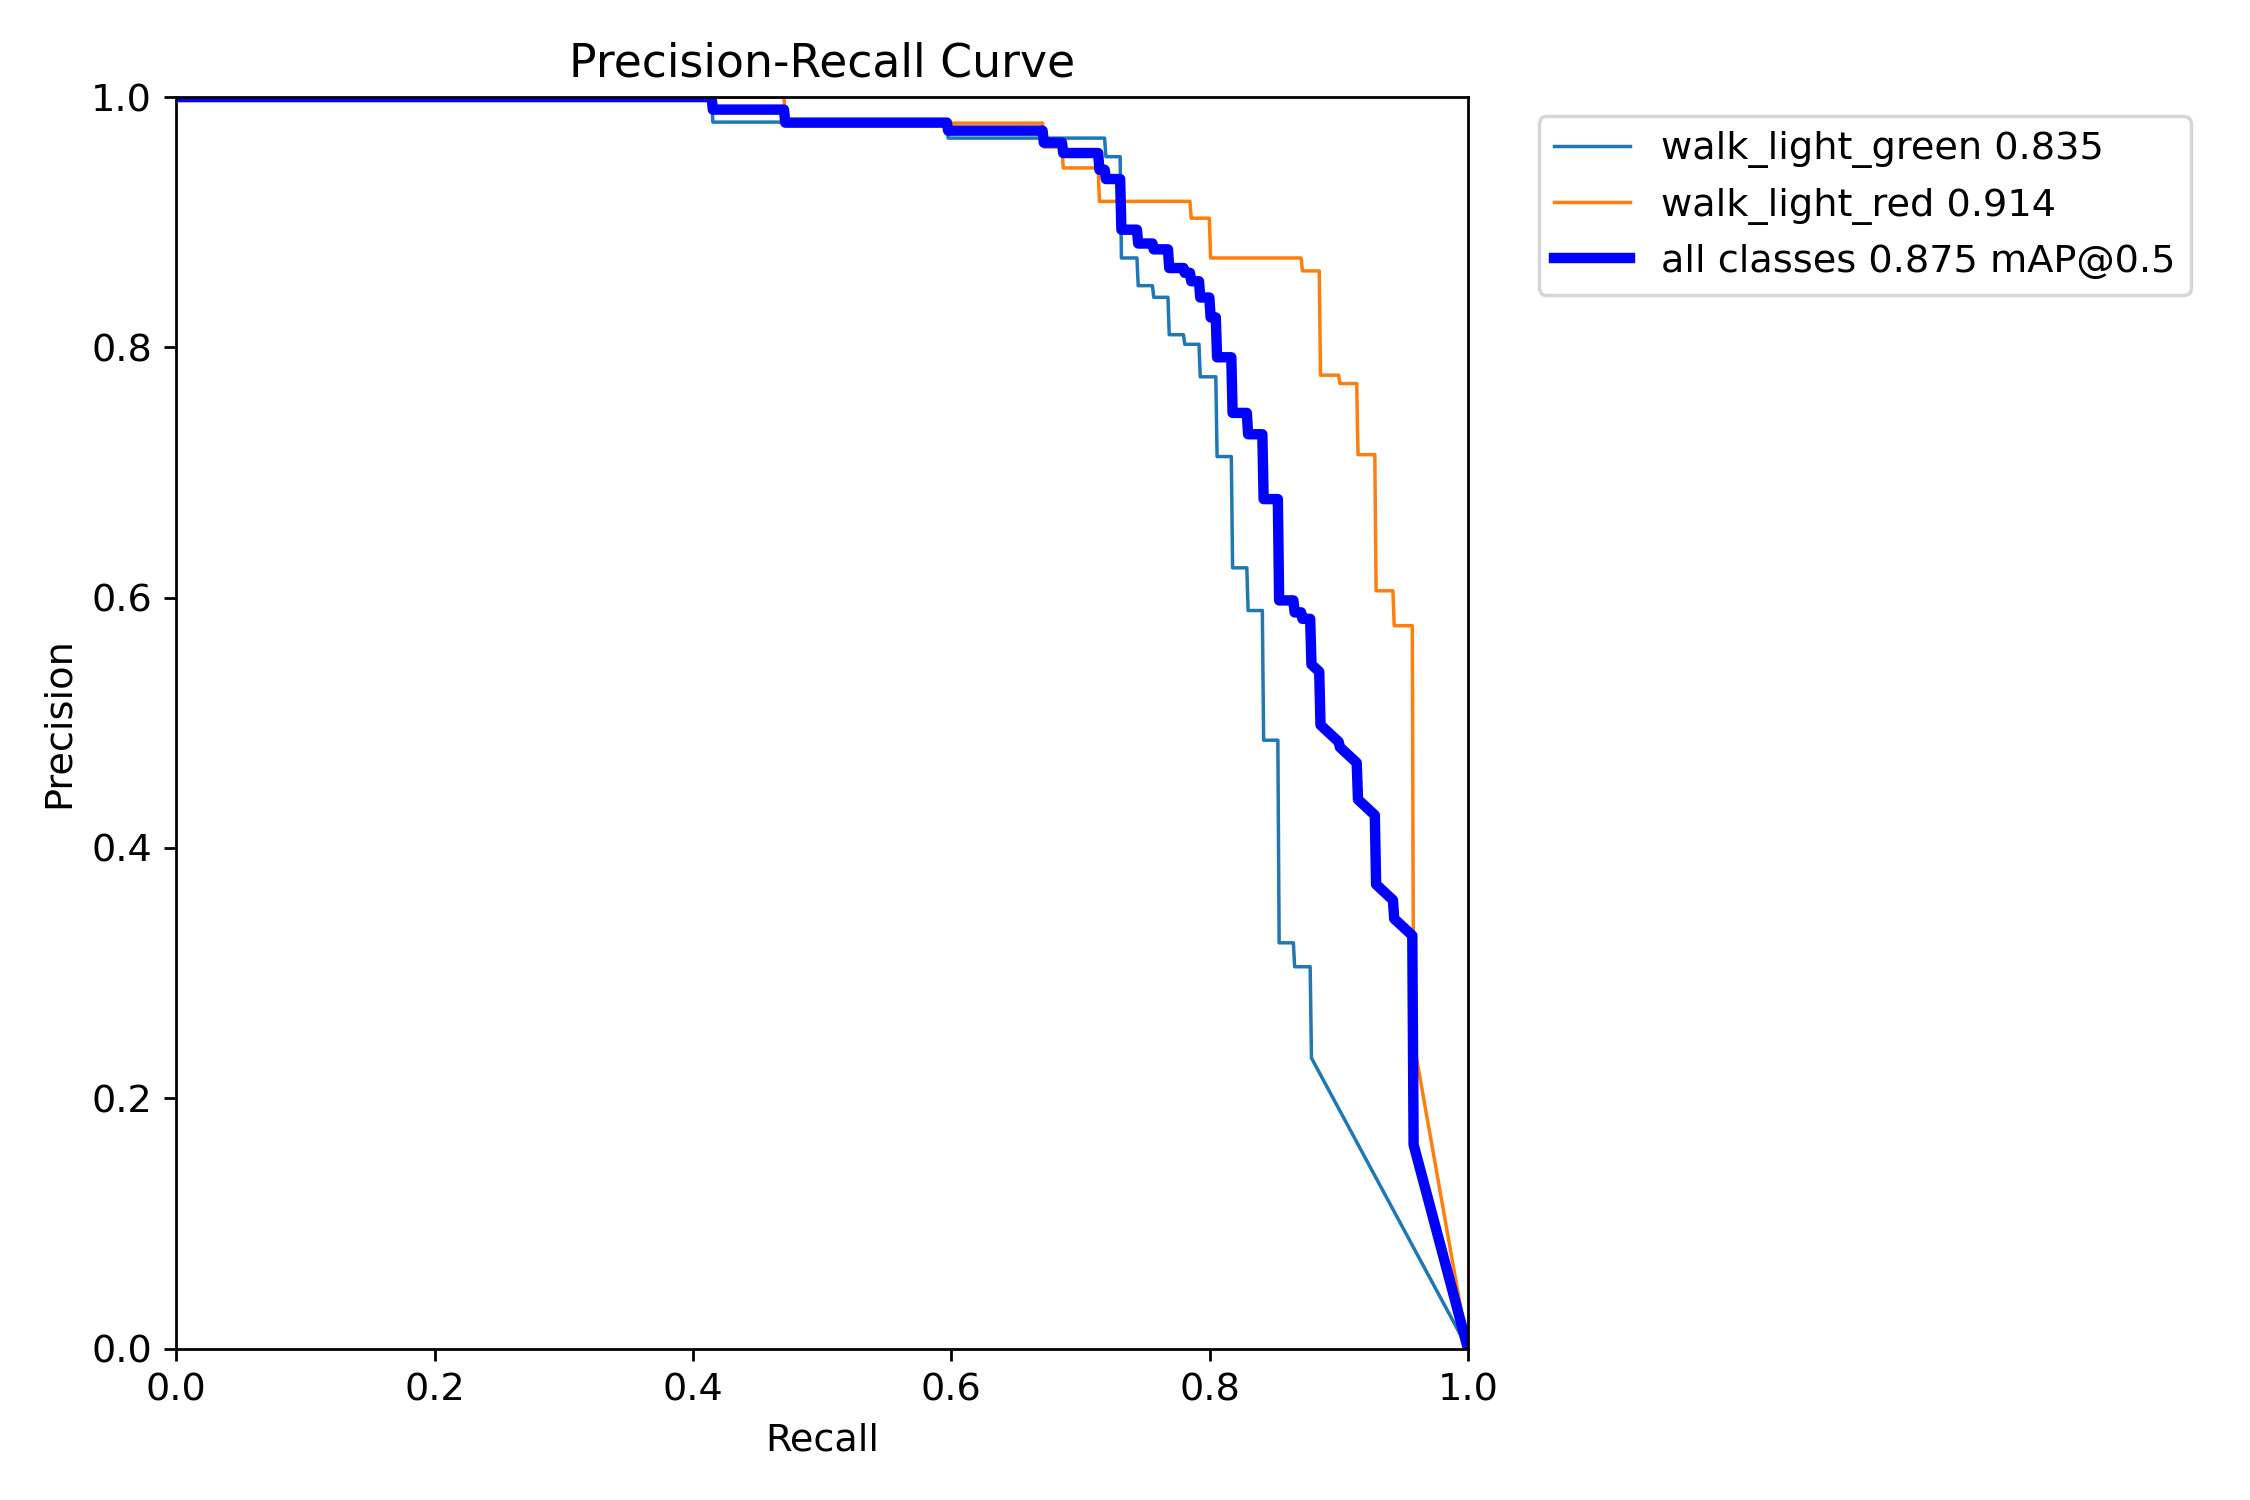 Precision-Recall Curve
1.0
0.8
0.6
0.4
0.2
0.0
Precision
0.0 0.2 0.4 0.6 0.8 1.0
Recall
walk_light_green 0.835
walk_light_red 0.914
all classes 0.875 mAP@0.5